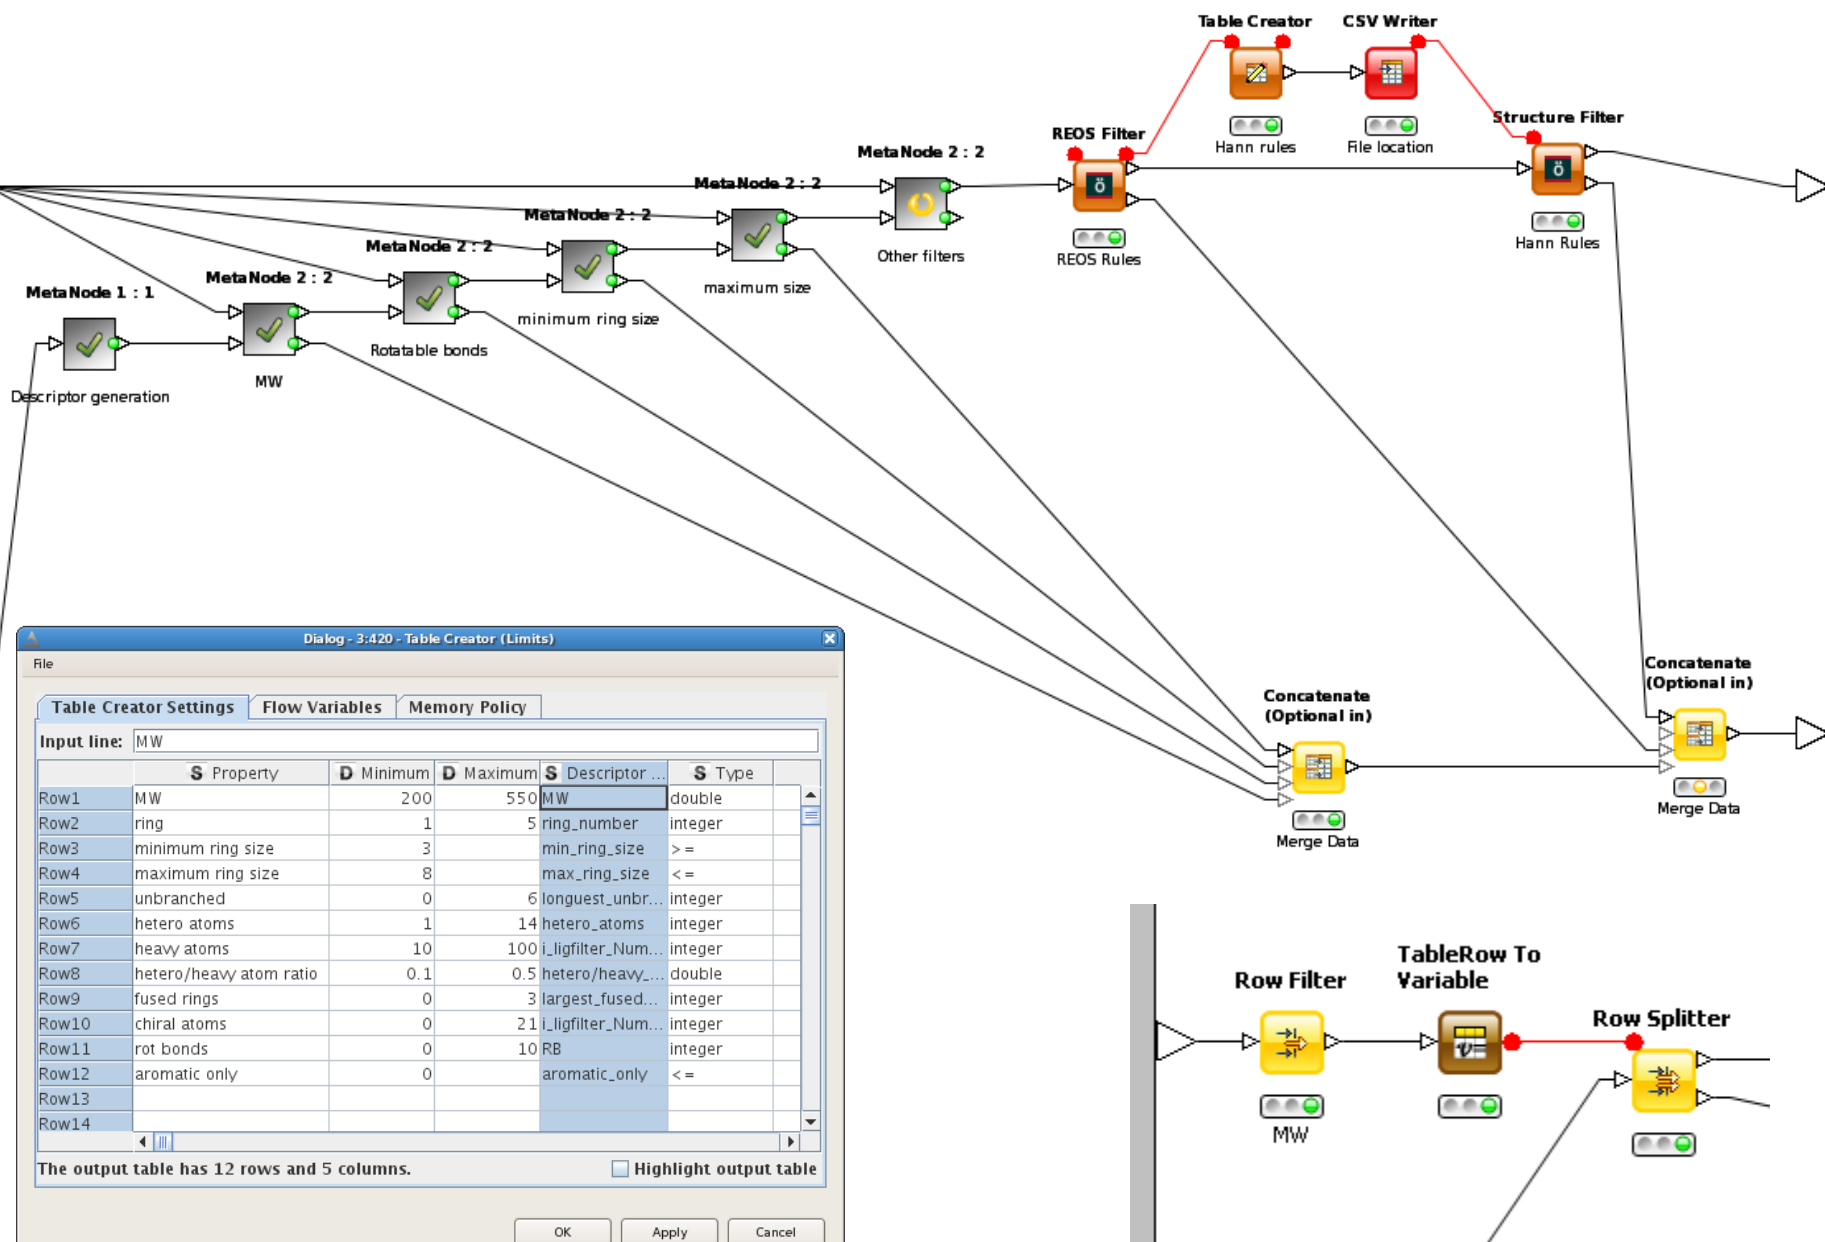 Table Creator
CSV Writer
Hann rules
File location
Structure Filter
Hann Rules
REOS Filter
REOS Rules
MetaNode 2 : 2
Other filters
MetaNode 2 : 2
maximum size
MetaNode 2 : 2
minimum ring size
MetaNode 2 : 2
Rotatable bonds
MetaNode 2 : 2
MW
MetaNode 1 : 1
Descriptor generation
Concatenate
(Optional in)
Merge Data
Concatenate
(Optional in)
Merge Data
Dialog - 3:420 - Table Creator (Limits)
File
Table Creator Settings Flow Variables Memory Policy
Input line: MW
S Property D Minimum D Maximum S Descriptor ... S Type
Row1 MW 200 550 MW double
Row2 ring 1 5 ring_number integer
Row3 minimum ring size 3 min_ring_size >=
Row4 maximum ring size 8 max_ring_size <=
Row5 unbranched 0 6 longuest_unbr... integer
Row6 hetero atoms 1 14 hetero_atoms integer
Row7 heavy atoms 10 100 i_ligfilter_Num... integer
Row8 hetero/heavy atom ratio 0.1 0.5 hetero/heavy_... double
Row9 fused rings 0 3 largest_fused... integer
Row10 chiral atoms 0 21 i_ligfilter_Num... integer
Row11 rot bonds 0 10 RB integer
Row12 aromatic only 0 aromatic_only <=
Row13
Row14
The output table has 12 rows and 5 columns. Highlight output table
OK Apply Cancel
Row Filter
MW
TableRow To
Variable
Row Splitter